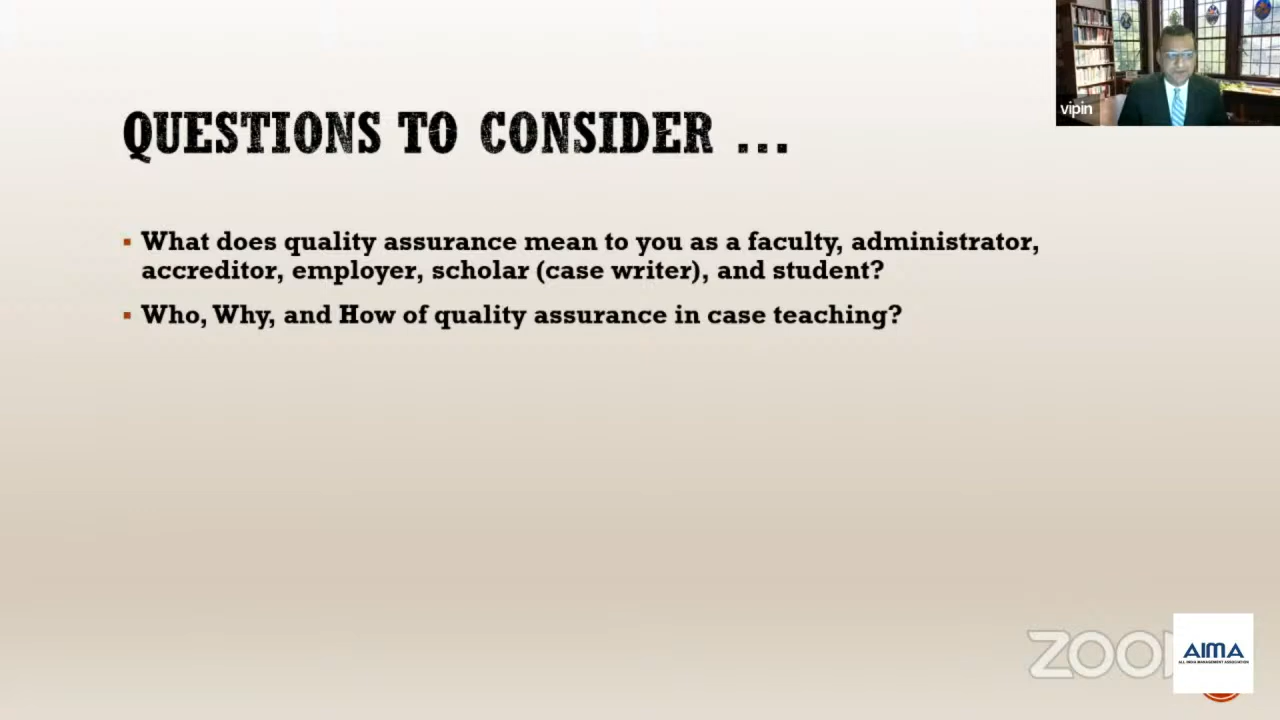 vipin
QUESTIONS TO CONSIDER ...
What does quality assurance mean to you as a faculty, administrator,
accreditor, employer, scholar (case writer), and student?
Who, Why, and How of quality assurance in case teaching?
ZOO
AIMA
ALL INDIA MANAGEMENT ASSOCIATION